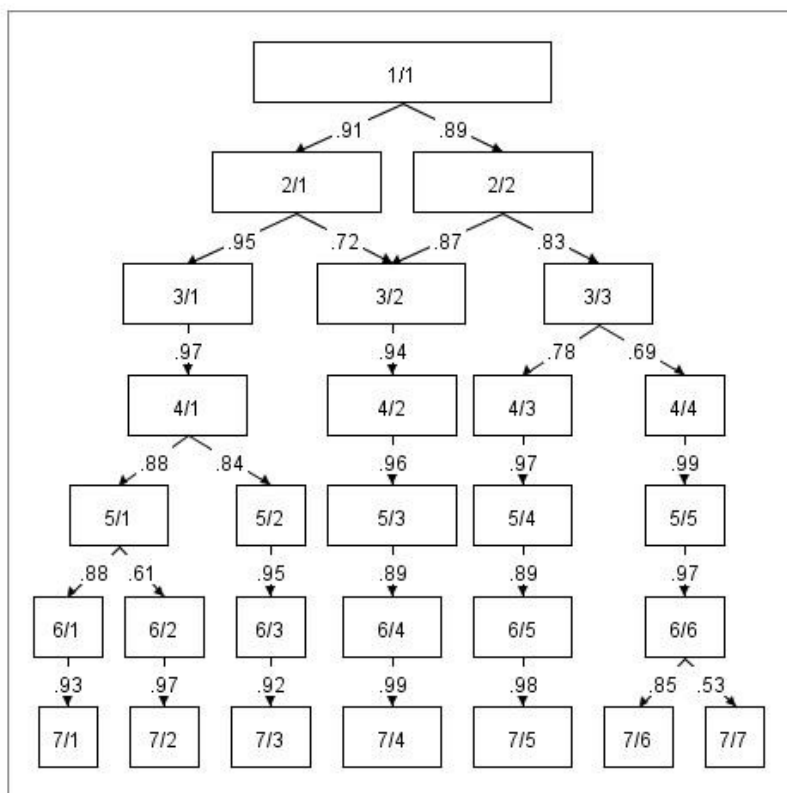 1/1
.91 .89
2/1 2/2
.95 .72 .87 .83
3/1 3/2 3/3
.97 .94 .78 .69
4/1 4/2 4/3 4/4
.88 .84 .96 .97 .99
5/1 5/2 5/3 5/4 5/5
.88 .61 .95 .89 .89 .97
6/1 6/2 6/3 6/4 6/5 6/6
.93 .97 .92 .99 .98 .85 .53
7/1 7/2 7/3 7/4 7/5 7/6 7/7